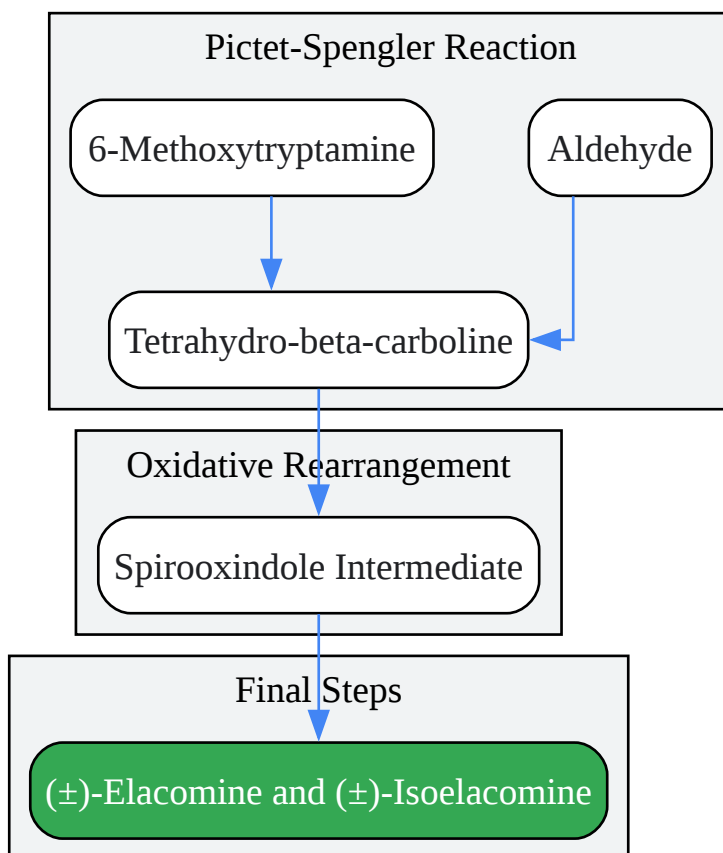 Pictet-Spengler Reaction
6-Methoxytryptamine
Aldehyde
Tetrahydro-beta-carboline
Oxidative Rearrangement
Spirooxindole Intermediate
Final Steps
(±)-Elacomine and (±)-Isoelacomine